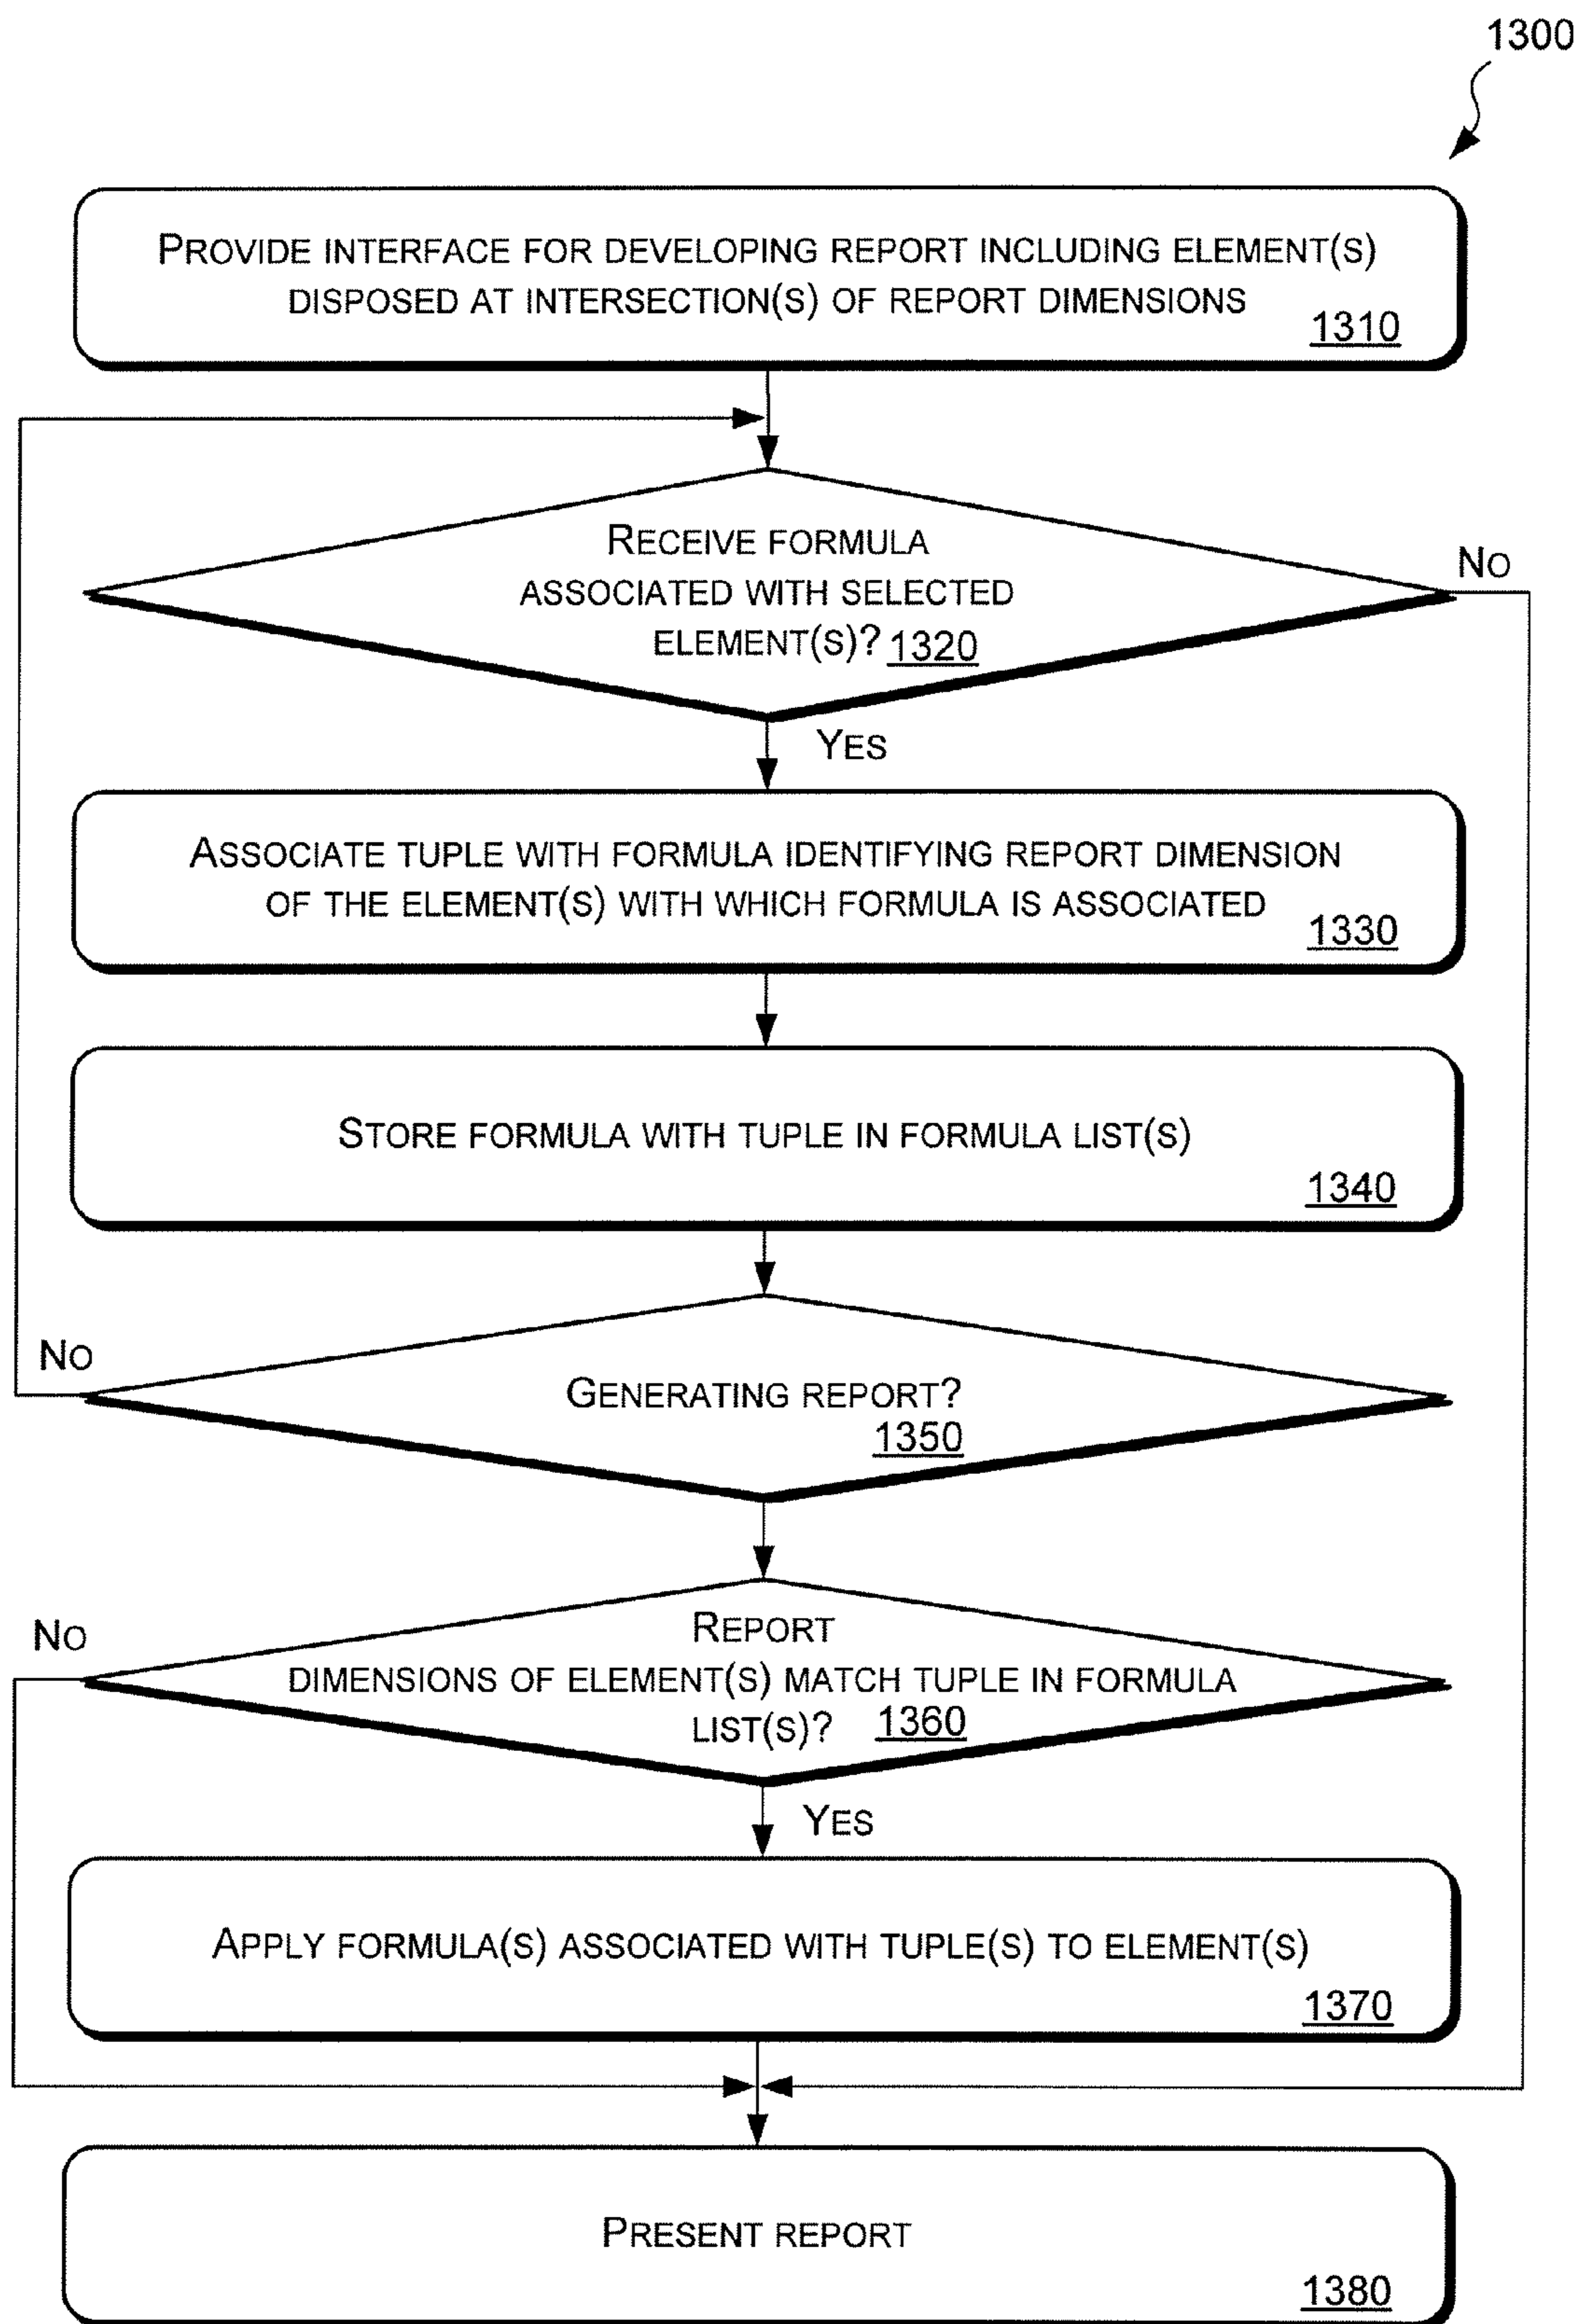 1300
PROVIDE INTERFACE FOR DEVELOPING REPORT INCLUDING ELEMENT(S)
DISPOSED AT INTERSECTION(S) OF REPORT DIMENSIONS
1310
RECEIVE FORMULA
ASSOCIATED WITH SELECTED
ELEMENT(S)? 1320
NO
YES
ASSOCIATE TUPLE WITH FORMULA IDENTIFYING REPORT DIMENSION
OF THE ELEMENT(S) WITH WHICH FORMULA IS ASSOCIATED
1330
STORE FORMULA WITH TUPLE IN FORMULA LIST(S)
1340
NO
GENERATING REPORT?
1350
NO
REPORT
DIMENSIONS OF ELEMENT(S) MATCH TUPLE IN FORMULA
LIST(S)? 1360
YES
APPLY FORMULA(S) ASSOCIATED WITH TUPLE(S) TO ELEMENT(S)
1370
PRESENT REPORT
1380